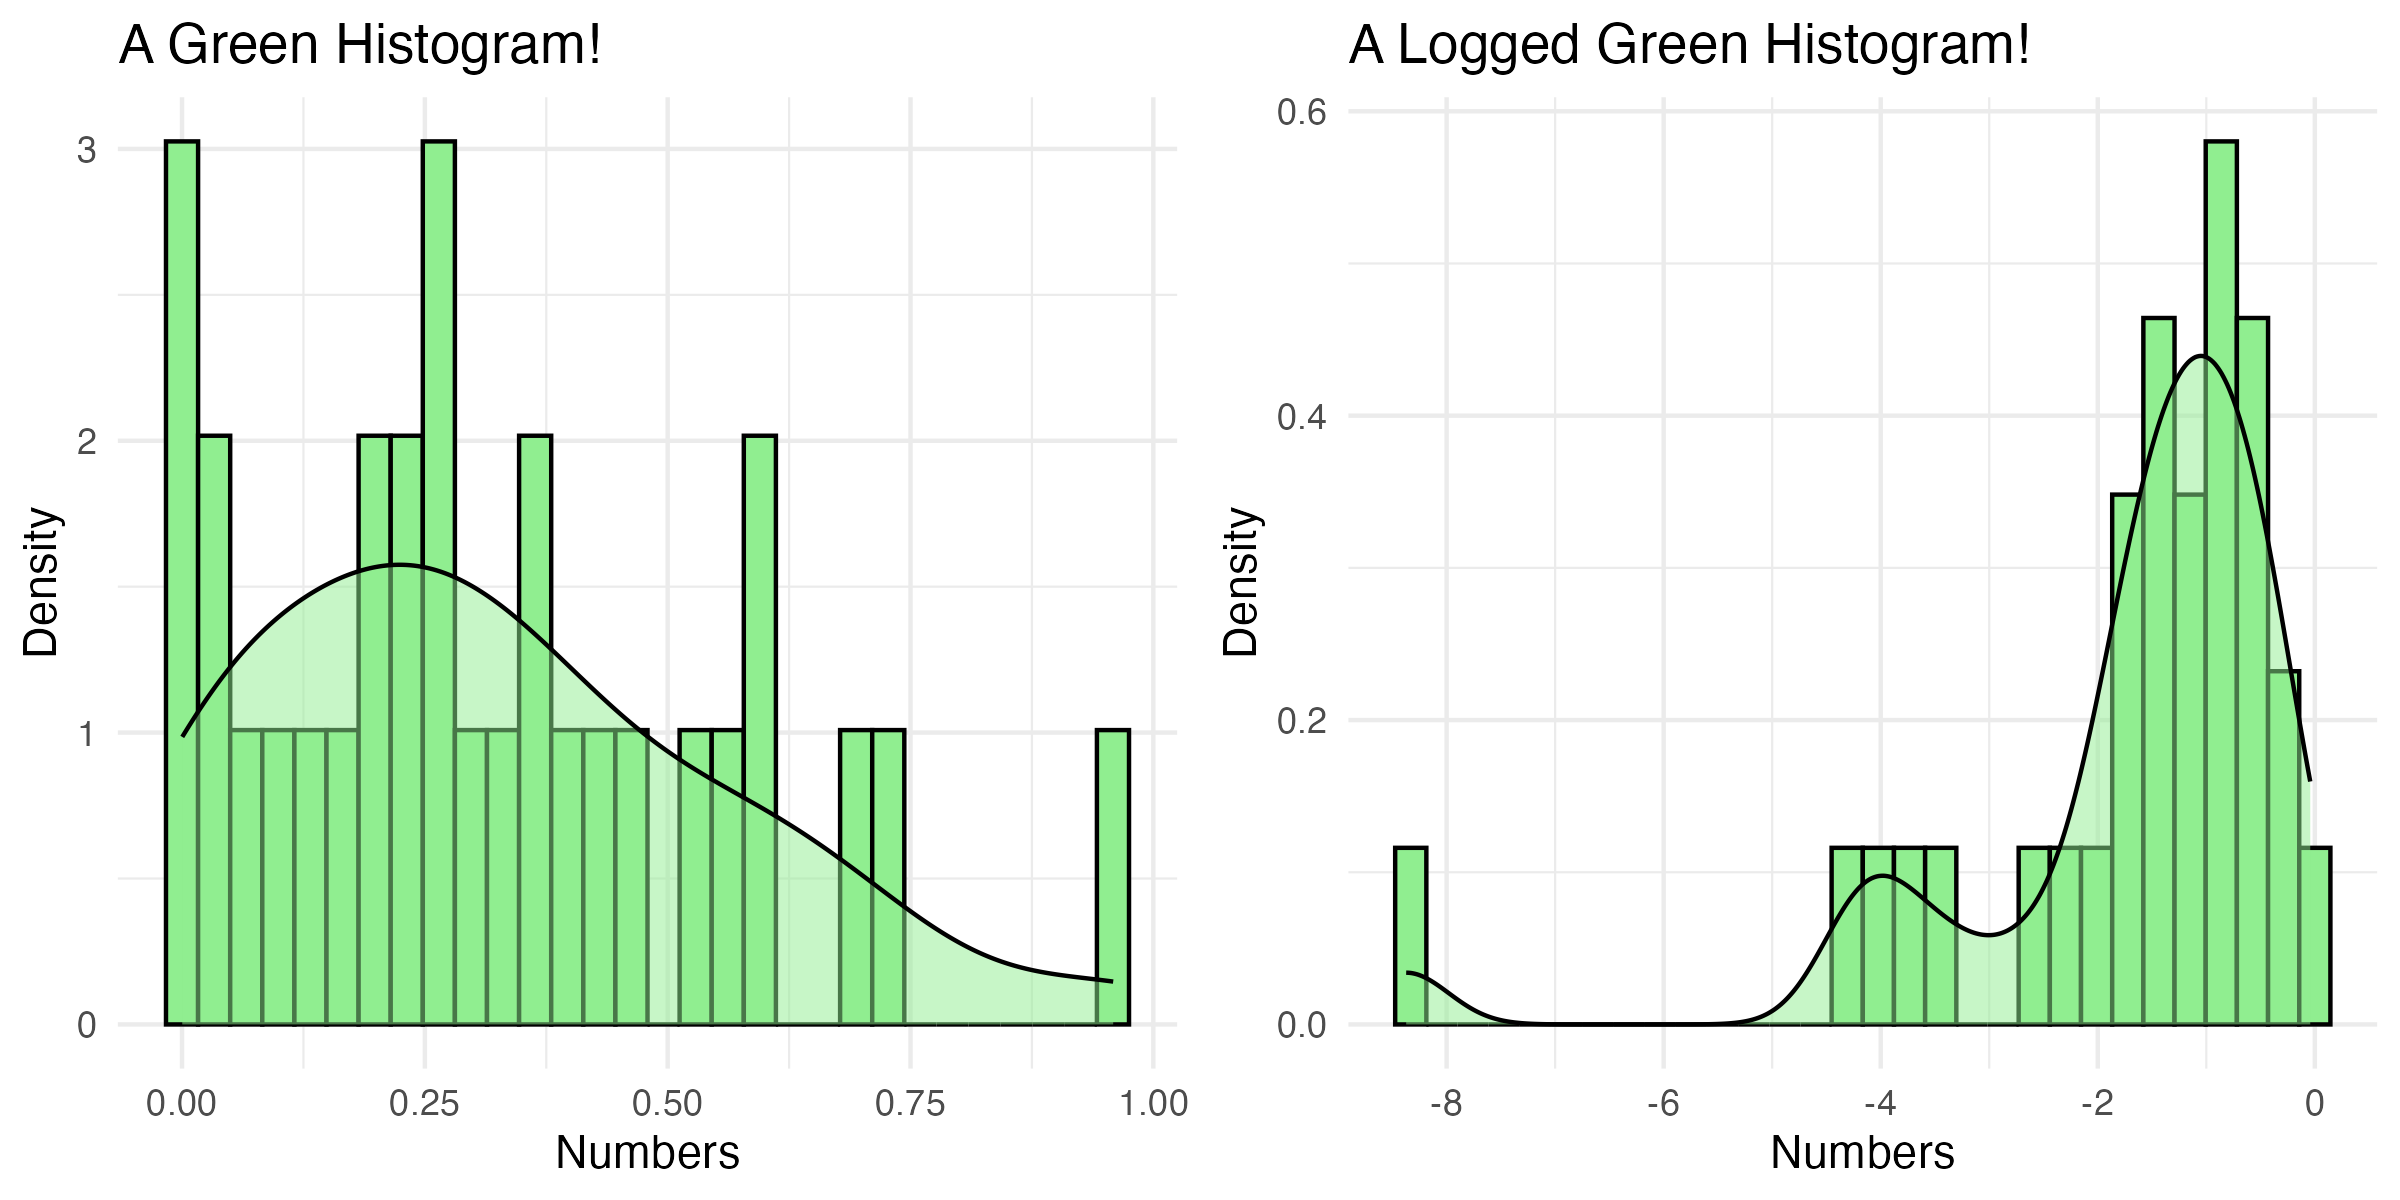 A Green Histogram!
3
2
1
0
Density
0.00 0.25 0.50 0.75 1.00
Numbers
A Logged Green Histogram!
0.6
0.4
0.2
0.0
Density
-8 -6 -4 -2 0
Numbers